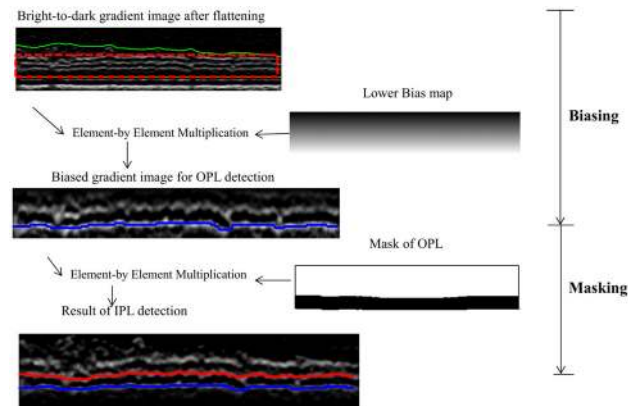 Bright-to-dark gradient image after flattening
Lower Bias map
Biasing
Element-by Element Multiplication
Biased gradient image for OPL detection
Mask of OPL
Element-by Element Multiplication
Masking
Result of IPL detection